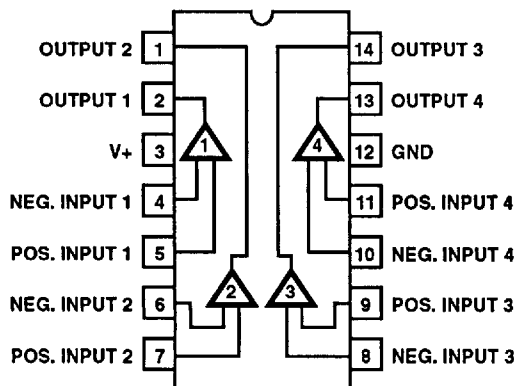 OUTPUT 2 1 14 OUTPUT 3
OUTPUT 1 2 13 OUTPUT 4
V+ 3 1 4 12 GND
NEG. INPUT 1 4 11 POS. INPUT 4
POS. INPUT 1 5 10 NEG. INPUT 4
NEG. INPUT 2 6 2 3 9 POS. INPUT 3
POS. INPUT 2 7 8 NEG. INPUT 3